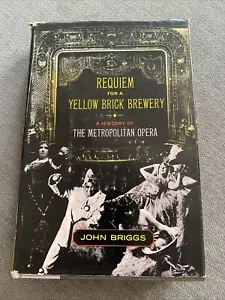 REQUIEM
FOR A
YELLOW BRICK BREWERY
A HISTORY OF
THE METROPOLITAN OPERA
JOHN BRIGGS